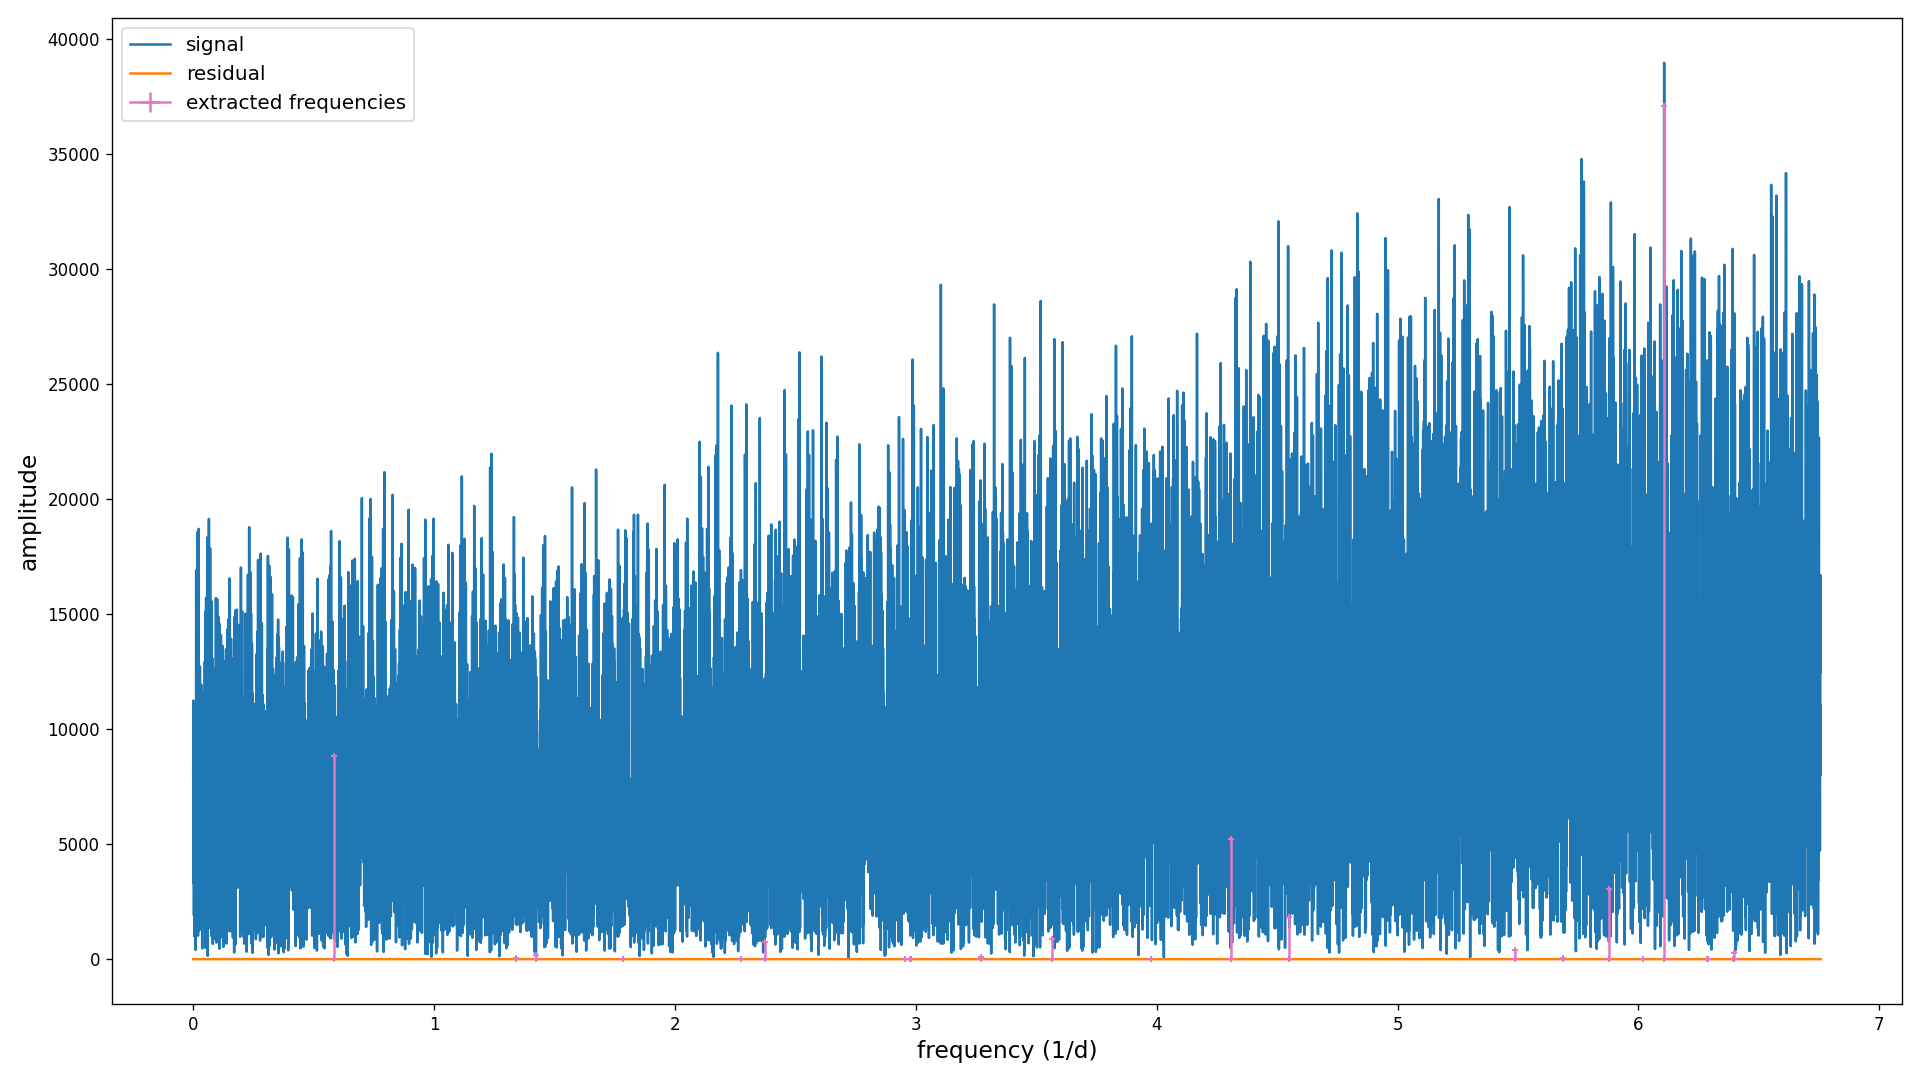 40000
35000
30000
25000
20000
15000
10000
5000
0
amplitude
signal
residual
extracted frequencies
0 1 2 3 4 5 6 7
frequency (1/d)